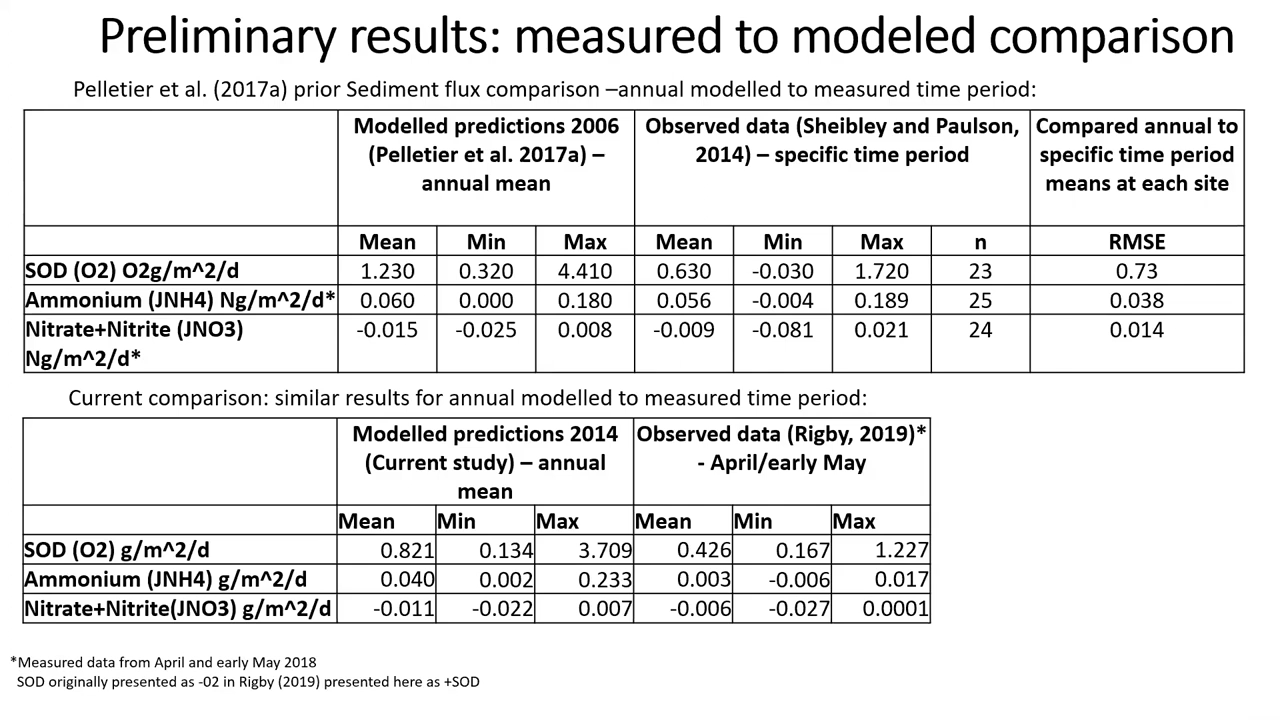 Preliminary results: measured to modeled comparison
Pelletier et al. (2017a) prior Sediment flux comparison –annual modelled to measured time period:
Modelled predictions 2006 (Pelletier et al. 2017a) – annual mean
Observed data (Sheibley and Paulson, 2014) – specific time period
Compared annual to specific time period means at each site
Mean Min Max Mean Min Max n RMSE
SOD (O2) O2g/m^2/d 1.230 0.320 4.410 0.630 -0.030 1.720 23 0.73
Ammonium (JNH4) Ng/m^2/d* 0.060 0.000 0.180 0.056 -0.004 0.189 25 0.038
Nitrate+Nitrite (JNO3) Ng/m^2/d* -0.015 -0.025 0.008 -0.009 -0.081 0.021 24 0.014
Current comparison: similar results for annual modelled to measured time period:
Modelled predictions 2014 (Current study) – annual mean
Observed data (Rigby, 2019)* - April/early May
Mean Min Max Mean Min Max
SOD (O2) g/m^2/d 0.821 0.134 3.709 0.426 0.167 1.227
Ammonium (JNH4) g/m^2/d 0.040 0.002 0.233 0.003 -0.006 0.017
Nitrate+Nitrite(JNO3) g/m^2/d -0.011 -0.022 0.007 -0.006 -0.027 0.0001
*Measured data from April and early May 2018
SOD originally presented as -02 in Rigby (2019) presented here as +SOD